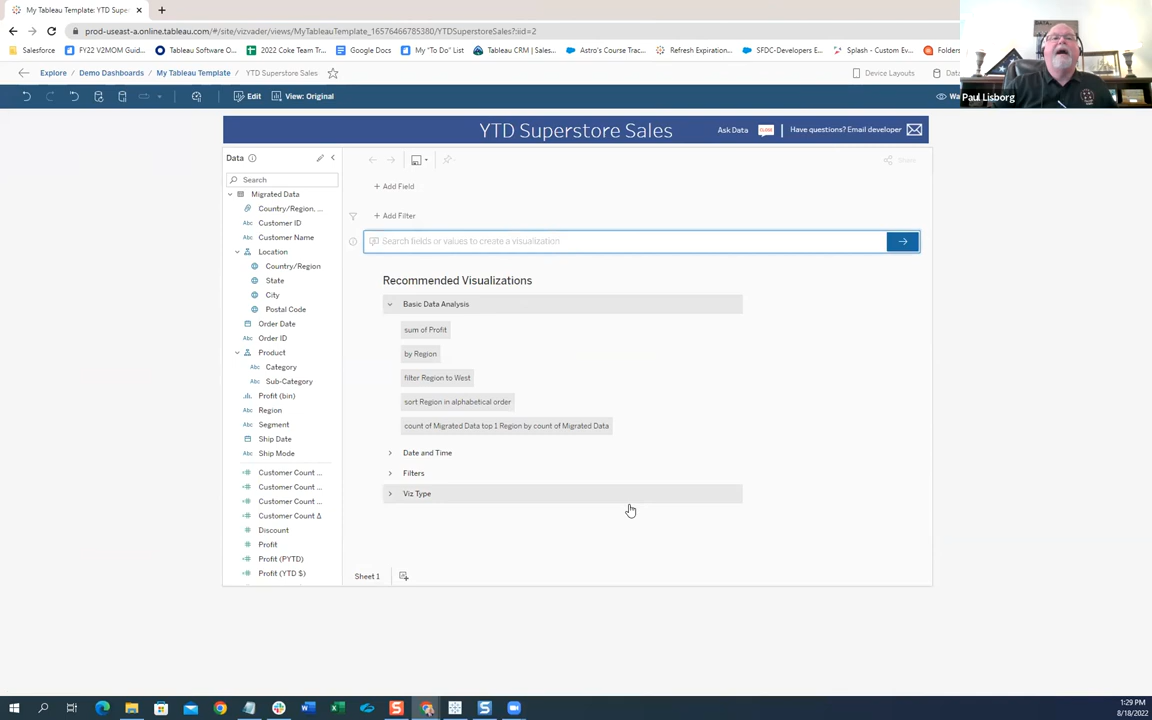 My Tableau Template: YTD Supers
prod-useast-a.online.tableau.com/#/site/vizvader/views/MyTableauTemplate_16576466785380/YTDSuperstoreSales?:iid=2
Salesforce FY22 V2MOM Guid... Tableau Software O... 2022 Coke Team Tr... Google Docs My "To Do" List Tableau CRM | Sales... Astro's Course Trac... Refresh Expiration... SFDC-Developers E... Splash - Custom Ev... Folders
Explore > Demo Dashboards > My Tableau Template > YTD Superstore Sales Device Layouts Data
Edit View: Original Wa
Paul Lisborg
YTD Superstore Sales Ask Data CLOSE Have questions? Email developer
Data
Share
Search
+ Add Field
Migrated Data
Country/Region, ...
+ Add Filter
Customer ID
Customer Name
Search fields or values to create a visualization
Location
Country/Region
State
City
Postal Code
Order Date
Order ID
Product
Category
Sub-Category
Profit (bin)
Region
Segment
Ship Date
Ship Mode
Customer Count ...
Customer Count ...
Customer Count ...
Customer Count Δ
Discount
Profit
Profit (PYTD)
Profit (YTD $)
Recommended Visualizations
Basic Data Analysis
sum of Profit
by Region
filter Region to West
sort Region in alphabetical order
count of Migrated Data top 1 Region by count of Migrated Data
Date and Time
Filters
Viz Type
Sheet 1
1:29 PM
8/18/2022